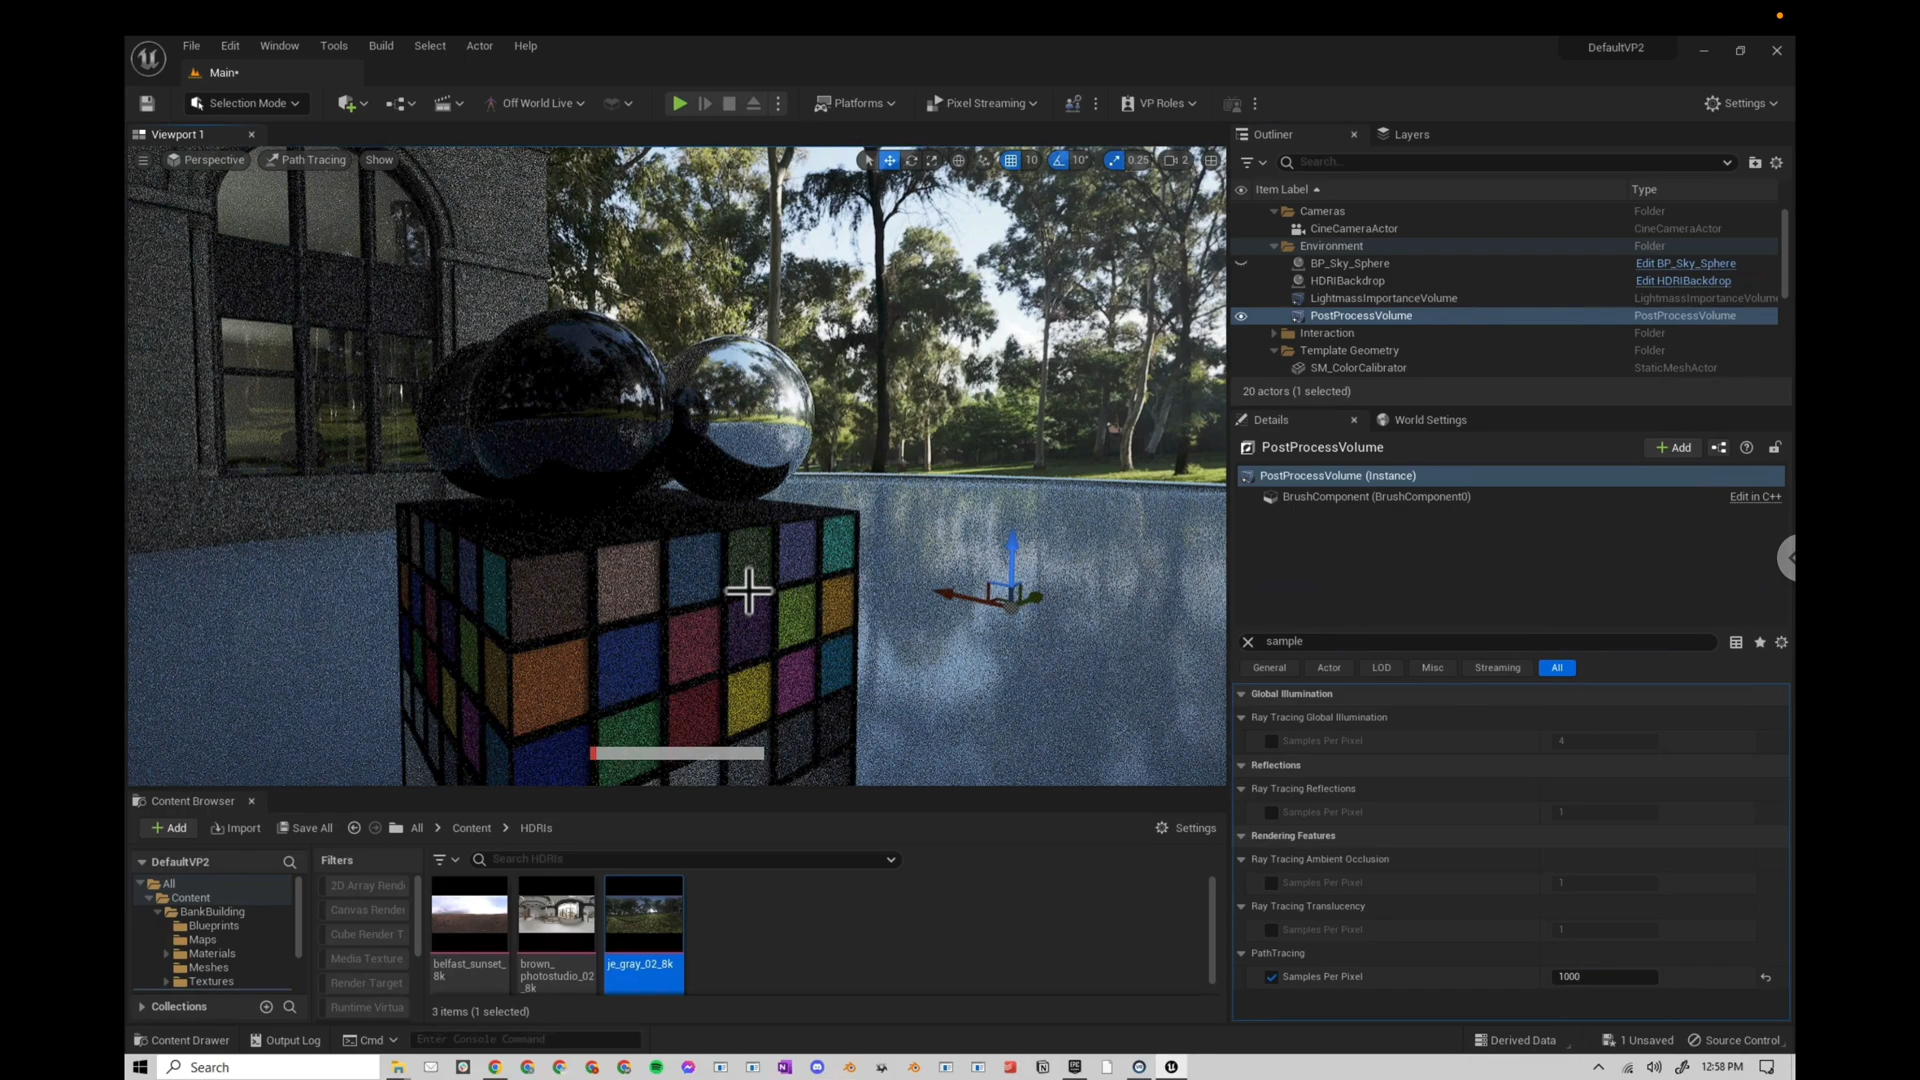 File Edit Window Tools Build Select Actor Help
DefaultVP2
Main*
Selection Mode
Off World Live
Platforms
Pixel Streaming
VP Roles
Settings
Viewport 1
Perspective
Path Tracing
Show
10
10°
0.25
2
Outliner
Layers
Search...
Item Label
Type
Cameras Folder
CineCameraActor CineCameraActor
Environment Folder
BP_Sky_Sphere Edit BP_Sky_Sphere
HDRIBackdrop Edit HDRIBackdrop
LightmassImportanceVolume LightmassImportanceVolume
PostProcessVolume PostProcessVolume
Interaction Folder
Template Geometry Folder
SM_ColorCalibrator StaticMeshActor
20 actors (1 selected)
Details
World Settings
PostProcessVolume
Add
PostProcessVolume (Instance)
BrushComponent (BrushComponent0) Edit in C++
sample
General Actor LOD Misc Streaming All
Global Illumination
Ray Tracing Global Illumination
Samples Per Pixel 4
Reflections
Ray Tracing Reflections
Samples Per Pixel 1
Rendering Features
Ray Tracing Ambient Occlusion
Samples Per Pixel 1
Ray Tracing Translucency
Samples Per Pixel 1
PathTracing
Samples Per Pixel 1000
Content Browser
Add
Import
Save All
All
Content
HDRIs
Settings
DefaultVP2
All
Content
BankBuilding
Blueprints
Maps
Materials
Meshes
Textures
Collections
Filters
2D Array Rend
Canvas Render
Cube Render T
Media Texture
Render Target
Runtime Virtua
Search HDRIs
belfast_sunset_
8k
brown_
photostudio_02
_8k
je_gray_02_8k
3 items (1 selected)
Content Drawer
Output Log
Cmd
Enter Console Command
Derived Data
1 Unsaved
Source Control
Search
12:58 PM